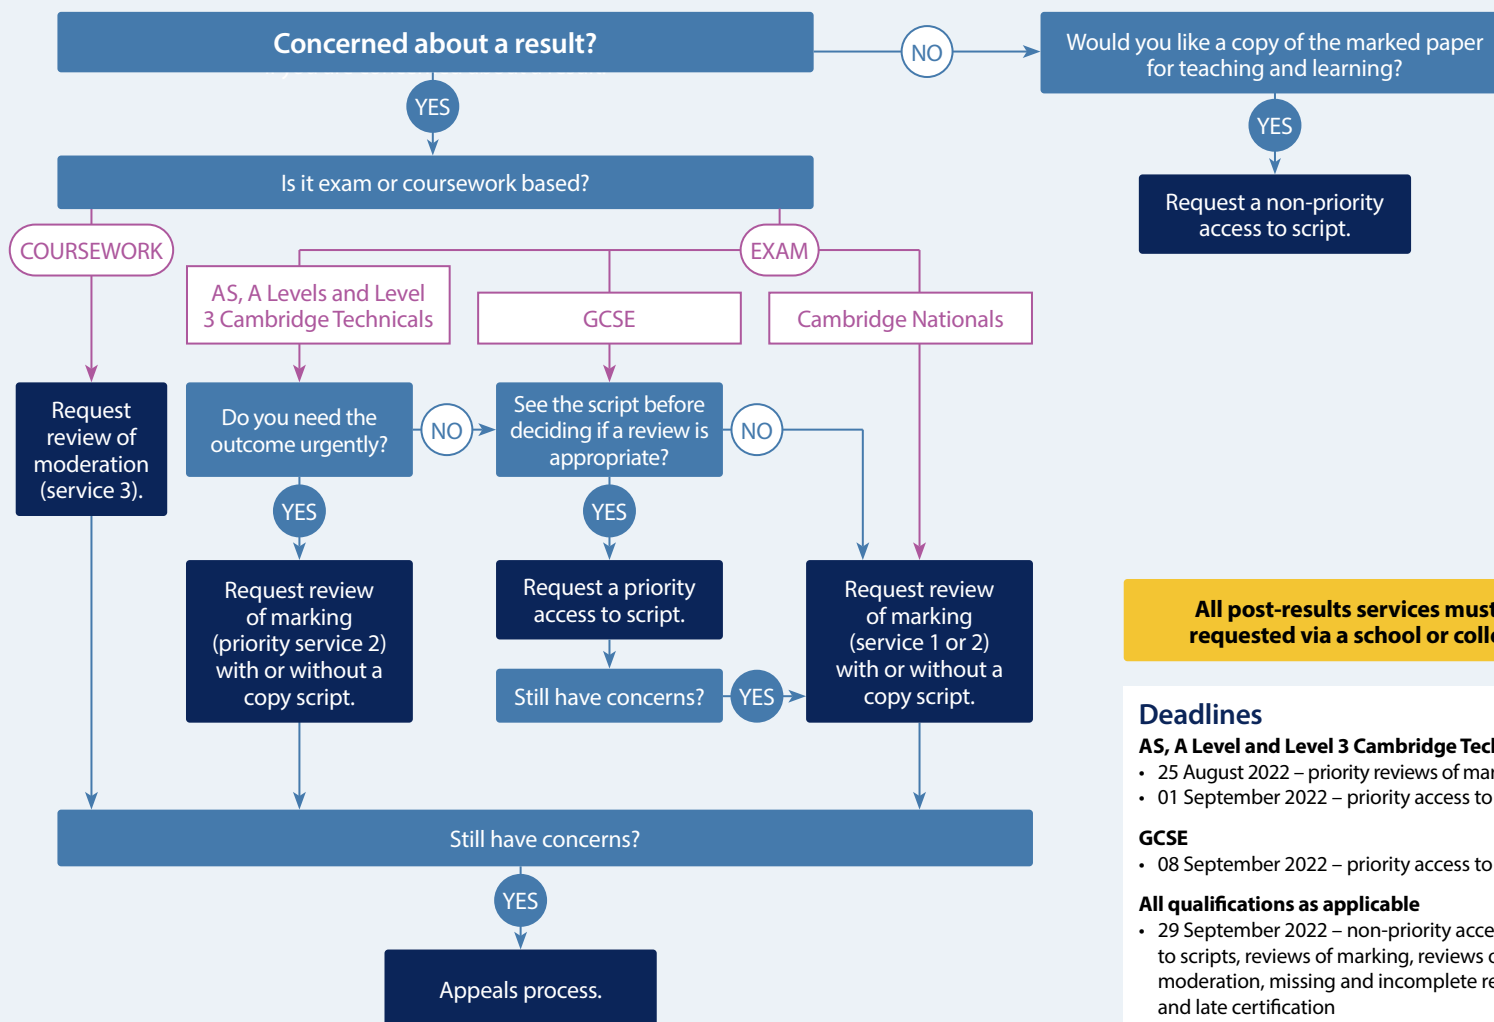 Concerned about a result?
NO
Would you like a copy of the marked paper
for teaching and learning?
YES
YES
Is it exam or coursework based?
Request a non-priority
access to script.
COURSEWORK
EXAM
AS, A Levels and Level
3 Cambridge Technicals
GCSE
Cambridge Nationals
Request
review of
moderation
(service 3).
Do you need the
outcome urgently?
NO
See the script before
deciding if a review is
appropriate?
NO
YES
YES
Request review
of marking
(priority service 2)
with or without a
copy script.
Request a priority
access to script.
Request review
of marking
(service 1 or 2)
with or without a
copy script.
Still have concerns?
YES
All post-results services must
requested via a school or colle
Still have concerns?
YES
Appeals process.
Deadlines
AS, A Level and Level 3 Cambridge Tech
• 25 August 2022 – priority reviews of mar
• 01 September 2022 – priority access to
GCSE
• 08 September 2022 – priority access to
All qualifications as applicable
• 29 September 2022 – non-priority acce
to scripts, reviews of marking, reviews o
moderation, missing and incomplete re
and late certification